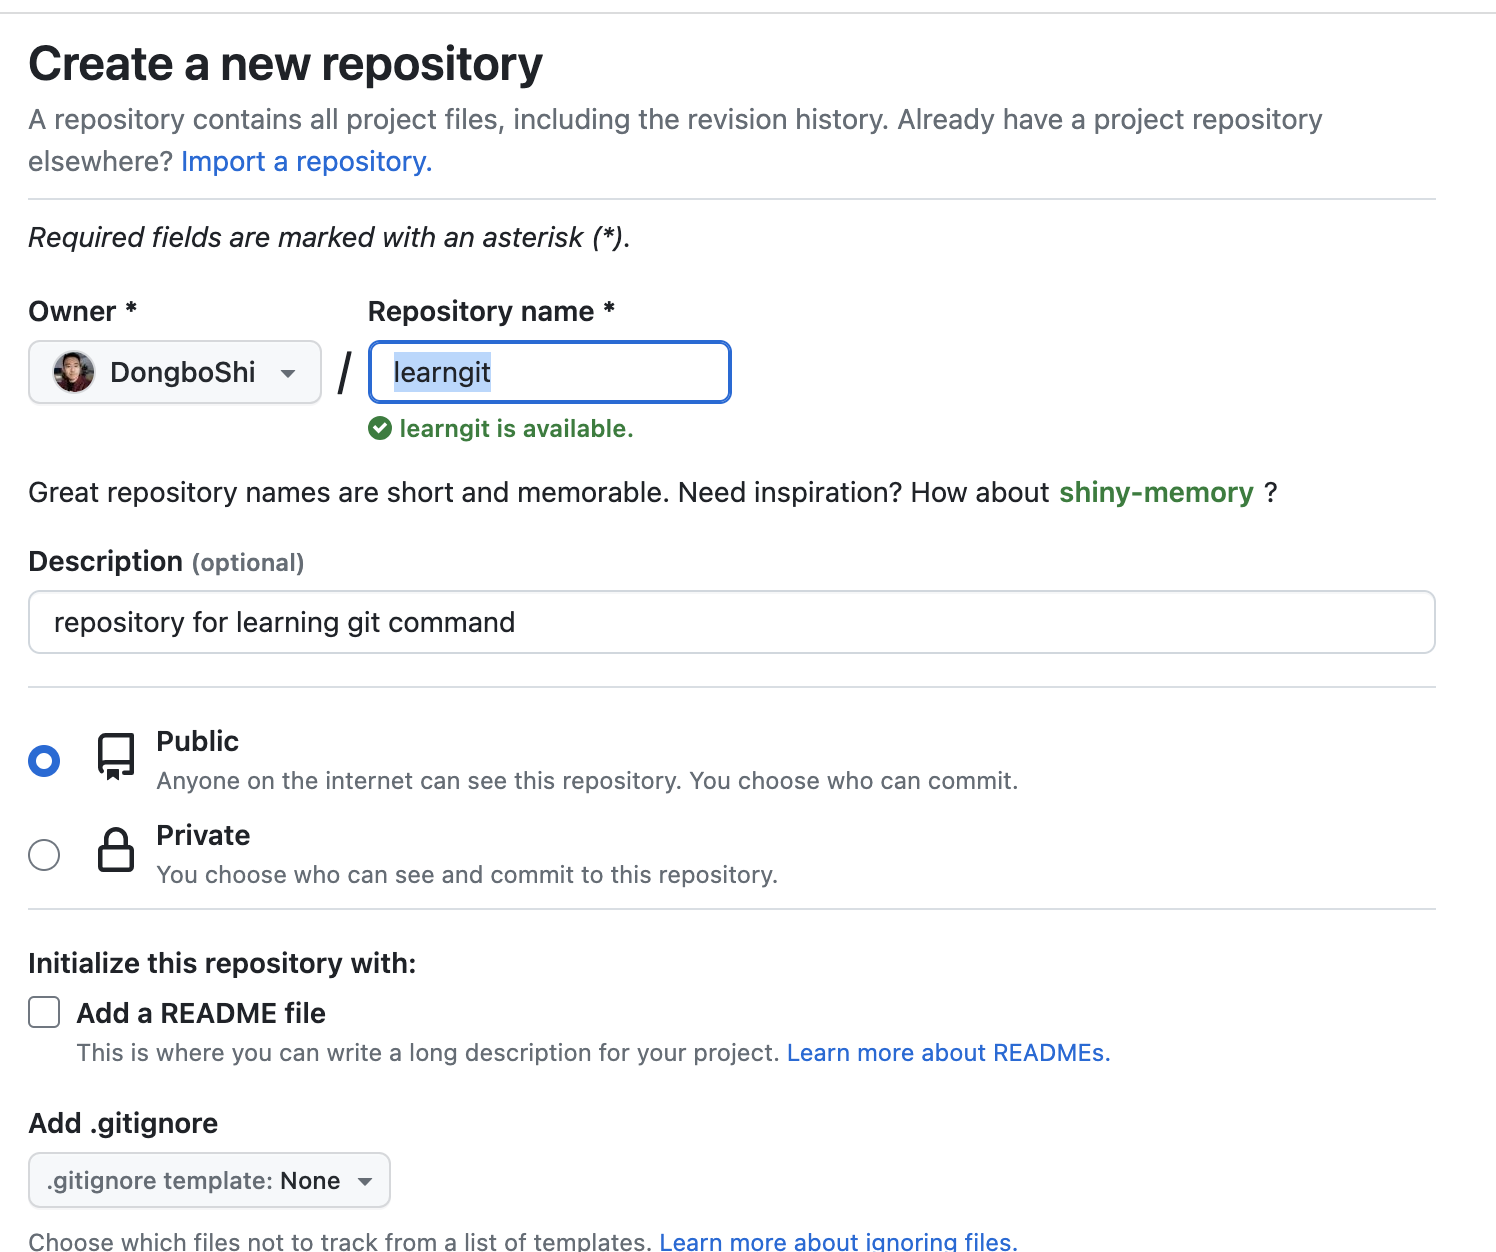 Create a new repository
A repository contains all project files, including the revision history. Already have a project repository
elsewhere? Import a repository.
Required fields are marked with an asterisk (*).
Owner * Repository name *
DongboShi / learngit
learngit is available.
Great repository names are short and memorable. Need inspiration? How about shiny-memory ?
Description (optional)
repository for learning git command
Public
Anyone on the internet can see this repository. You choose who can commit.
Private
You choose who can see and commit to this repository.
Initialize this repository with:
Add a README file
This is where you can write a long description for your project. Learn more about READMEs.
Add .gitignore
.gitignore template: None
Choose which files not to track from a list of templates. Learn more about ignoring files.